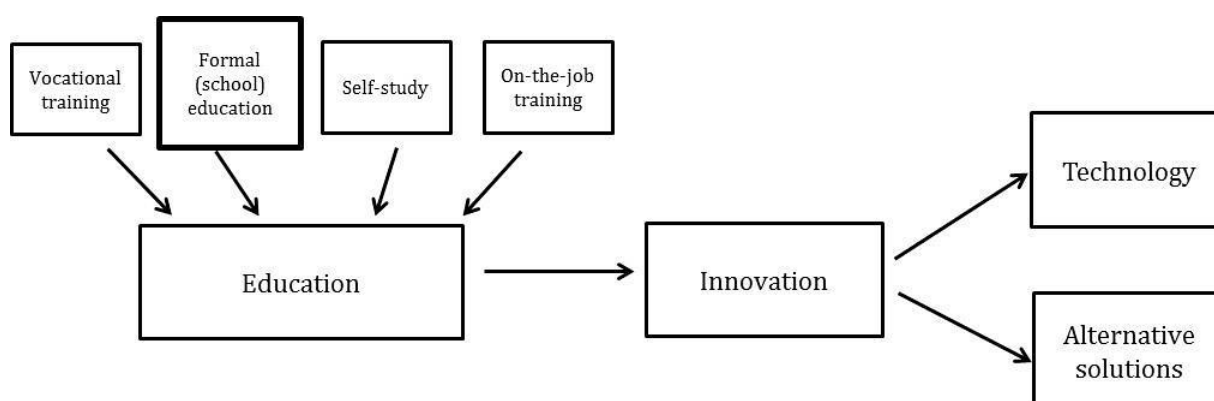 Vocational
training
Formal
(school)
education
Self-study
On-the-job
training
Education
Innovation
Technology
Alternative
solutions